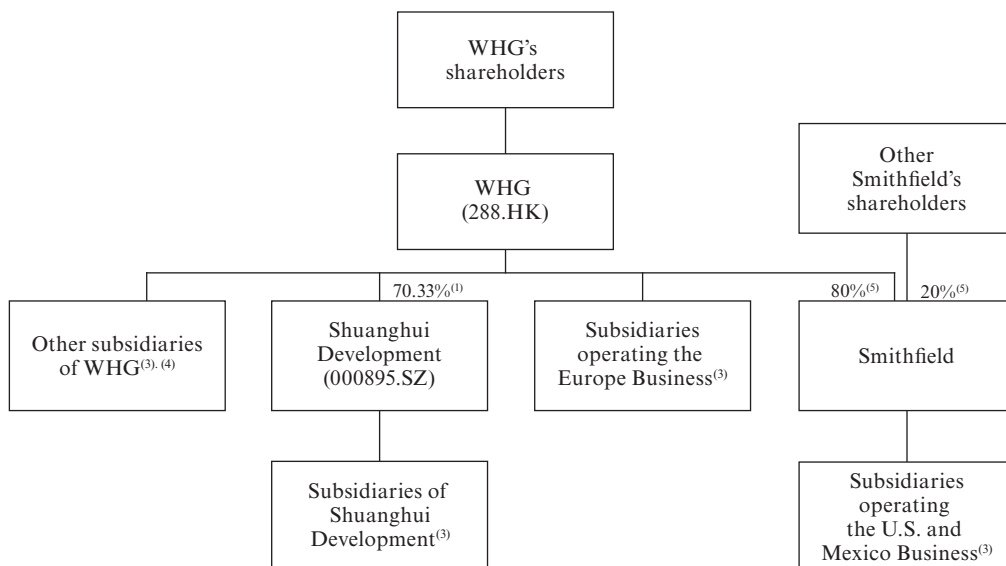 WHG's
shareholders
WHG
(288.HK)
Other
Smithfield's
shareholders
70.33%(1)
80%(5)
20%(5)
Other subsidiaries
of WHG(3), (4)
Shuanghui
Development
(000895.SZ)
Subsidiaries
operating the
Europe Business(3)
Smithfield
Subsidiaries of
Shuanghui
Development(3)
Subsidiaries
operating
the U.S. and
Mexico Business(3)